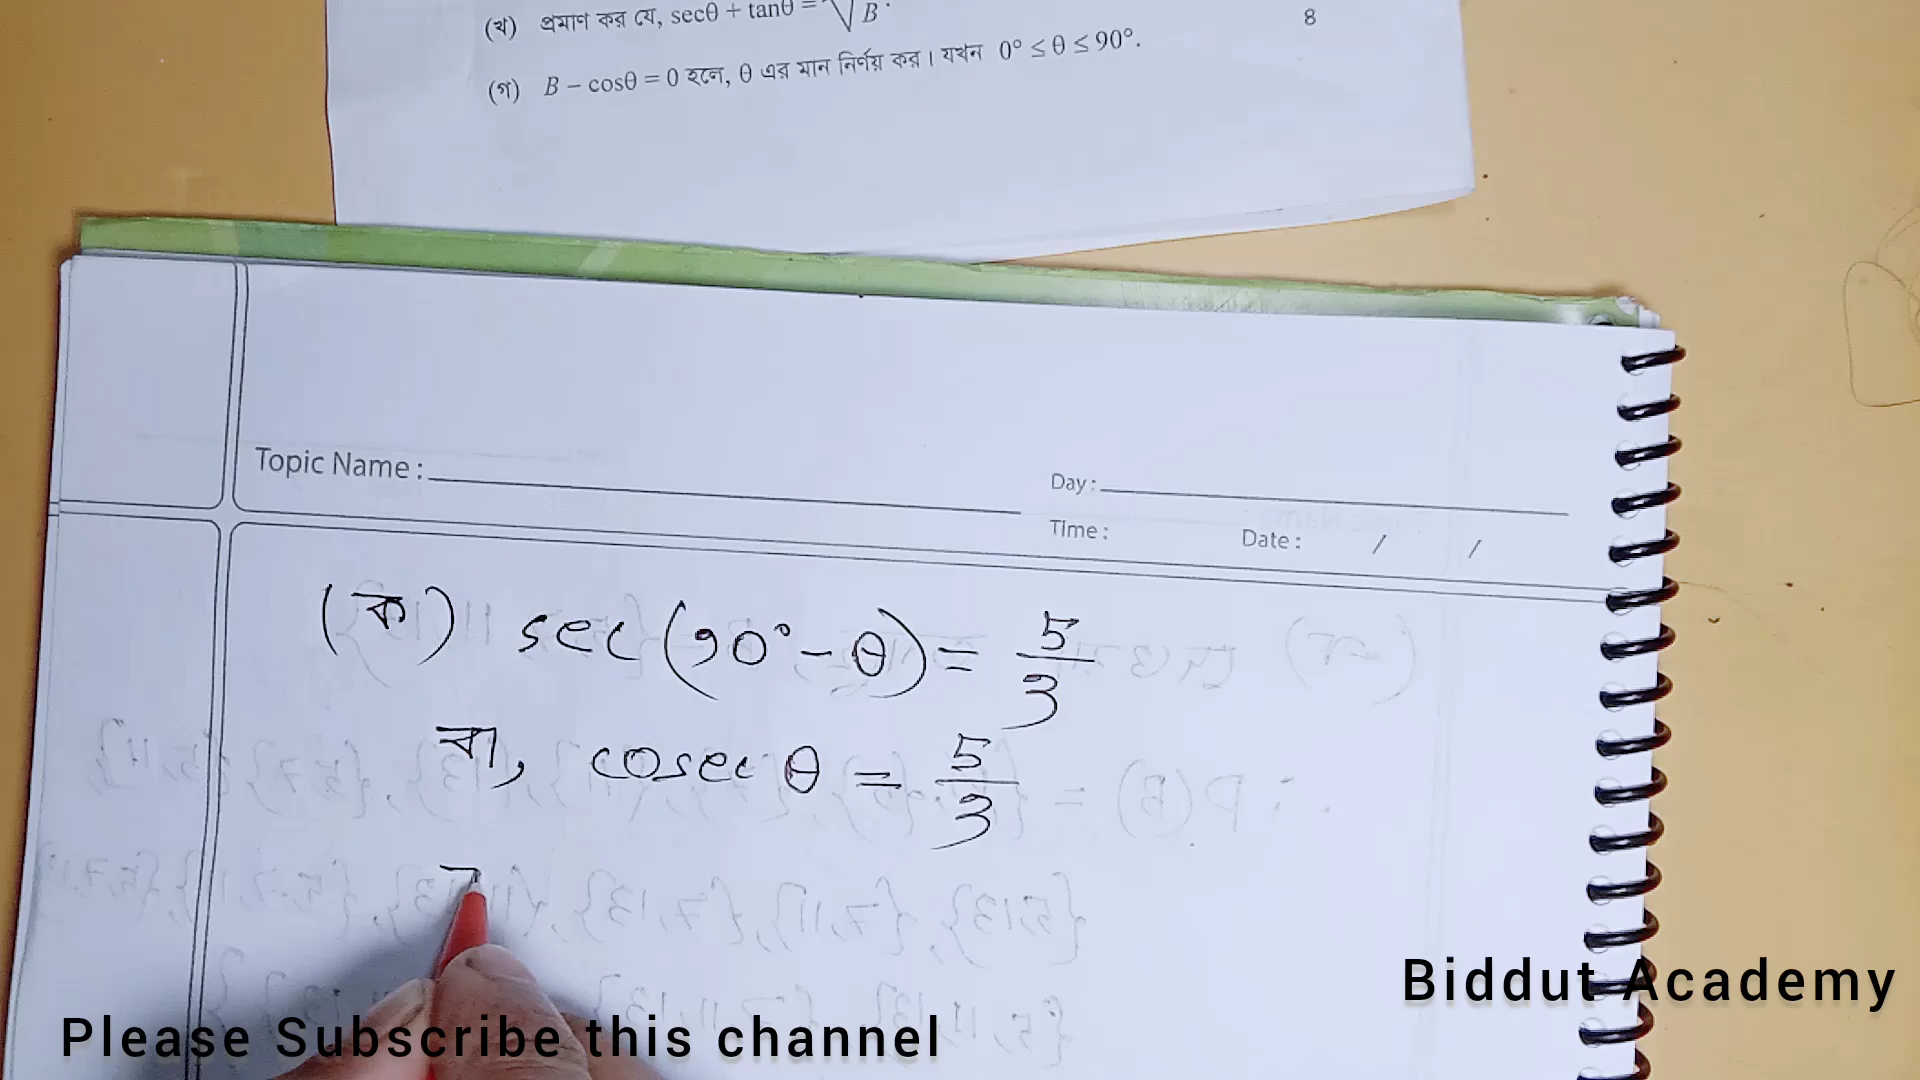 (খ) প্রমাণ কর যে, secθ + tanθ = √ B .
8
(গ) B − cosθ = 0 হলে, θ এর মান নির্ণয় কর। যখন 0° ≤ θ ≤ 90°.
Topic Name :
Day :
Time :
Date : / /
(ক) sec(90° − θ) = 5/3
বা, cosec θ = 5/3
Biddut Academy
Please Subscribe this channel